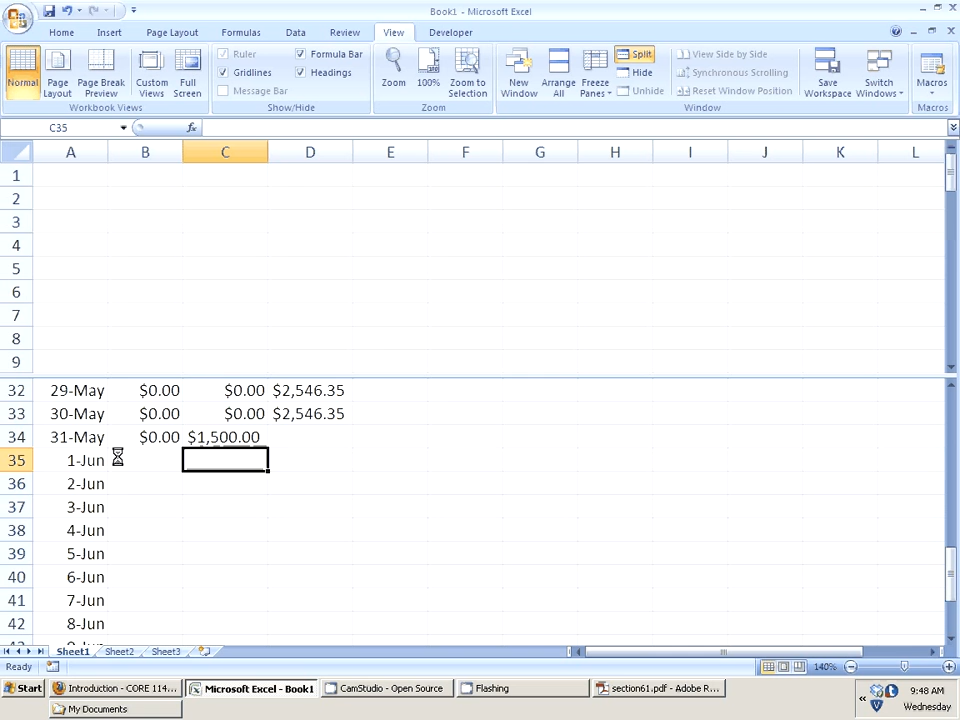 Book1 - Microsoft Excel
Home Insert Page Layout Formulas Data Review View Developer
Ruler Formula Bar
Gridlines Headings
Message Bar
Normal Page Layout Page Break Preview Custom Views Full Screen
Zoom 100% Zoom to Selection
New Window Arrange All Freeze Panes
Split
Hide
Unhide
View Side by Side
Synchronous Scrolling
Reset Window Position
Save Workspace Switch Windows
Macros
Workbook Views Show/Hide Zoom Window Macros
C35 fx
A B C D E F G H I J K L
1
2
3
4
5
6
7
8
9
32 29-May $0.00 $0.00 $2,546.35
33 30-May $0.00 $0.00 $2,546.35
34 31-May $0.00 $1,500.00
35 1-Jun
36 2-Jun
37 3-Jun
38 4-Jun
39 5-Jun
40 6-Jun
41 7-Jun
42 8-Jun
Sheet1 Sheet2 Sheet3
Ready 140%
Start Introduction - CORE 114... Microsoft Excel - Book1 CamStudio - Open Source Flashing section61.pdf - Adobe R... 9:48 AM
My Documents Wednesday